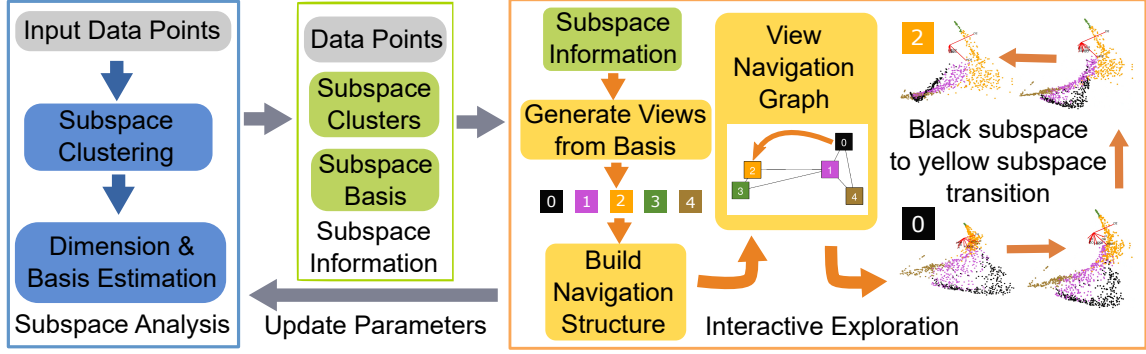 Input Data Points
Subspace
Clustering
Dimension &
Basis Estimation
Subspace Analysis
Data Points
Subspace
Clusters
Subspace
Basis
Subspace
Information
Update Parameters
Subspace
Information
Generate Views
from Basis
0 1 2 3 4
Build
Navigation
Structure
View
Navigation
Graph
0
2
1
3
4
2
Black subspace
to yellow subspace
transition
0
Interactive Exploration